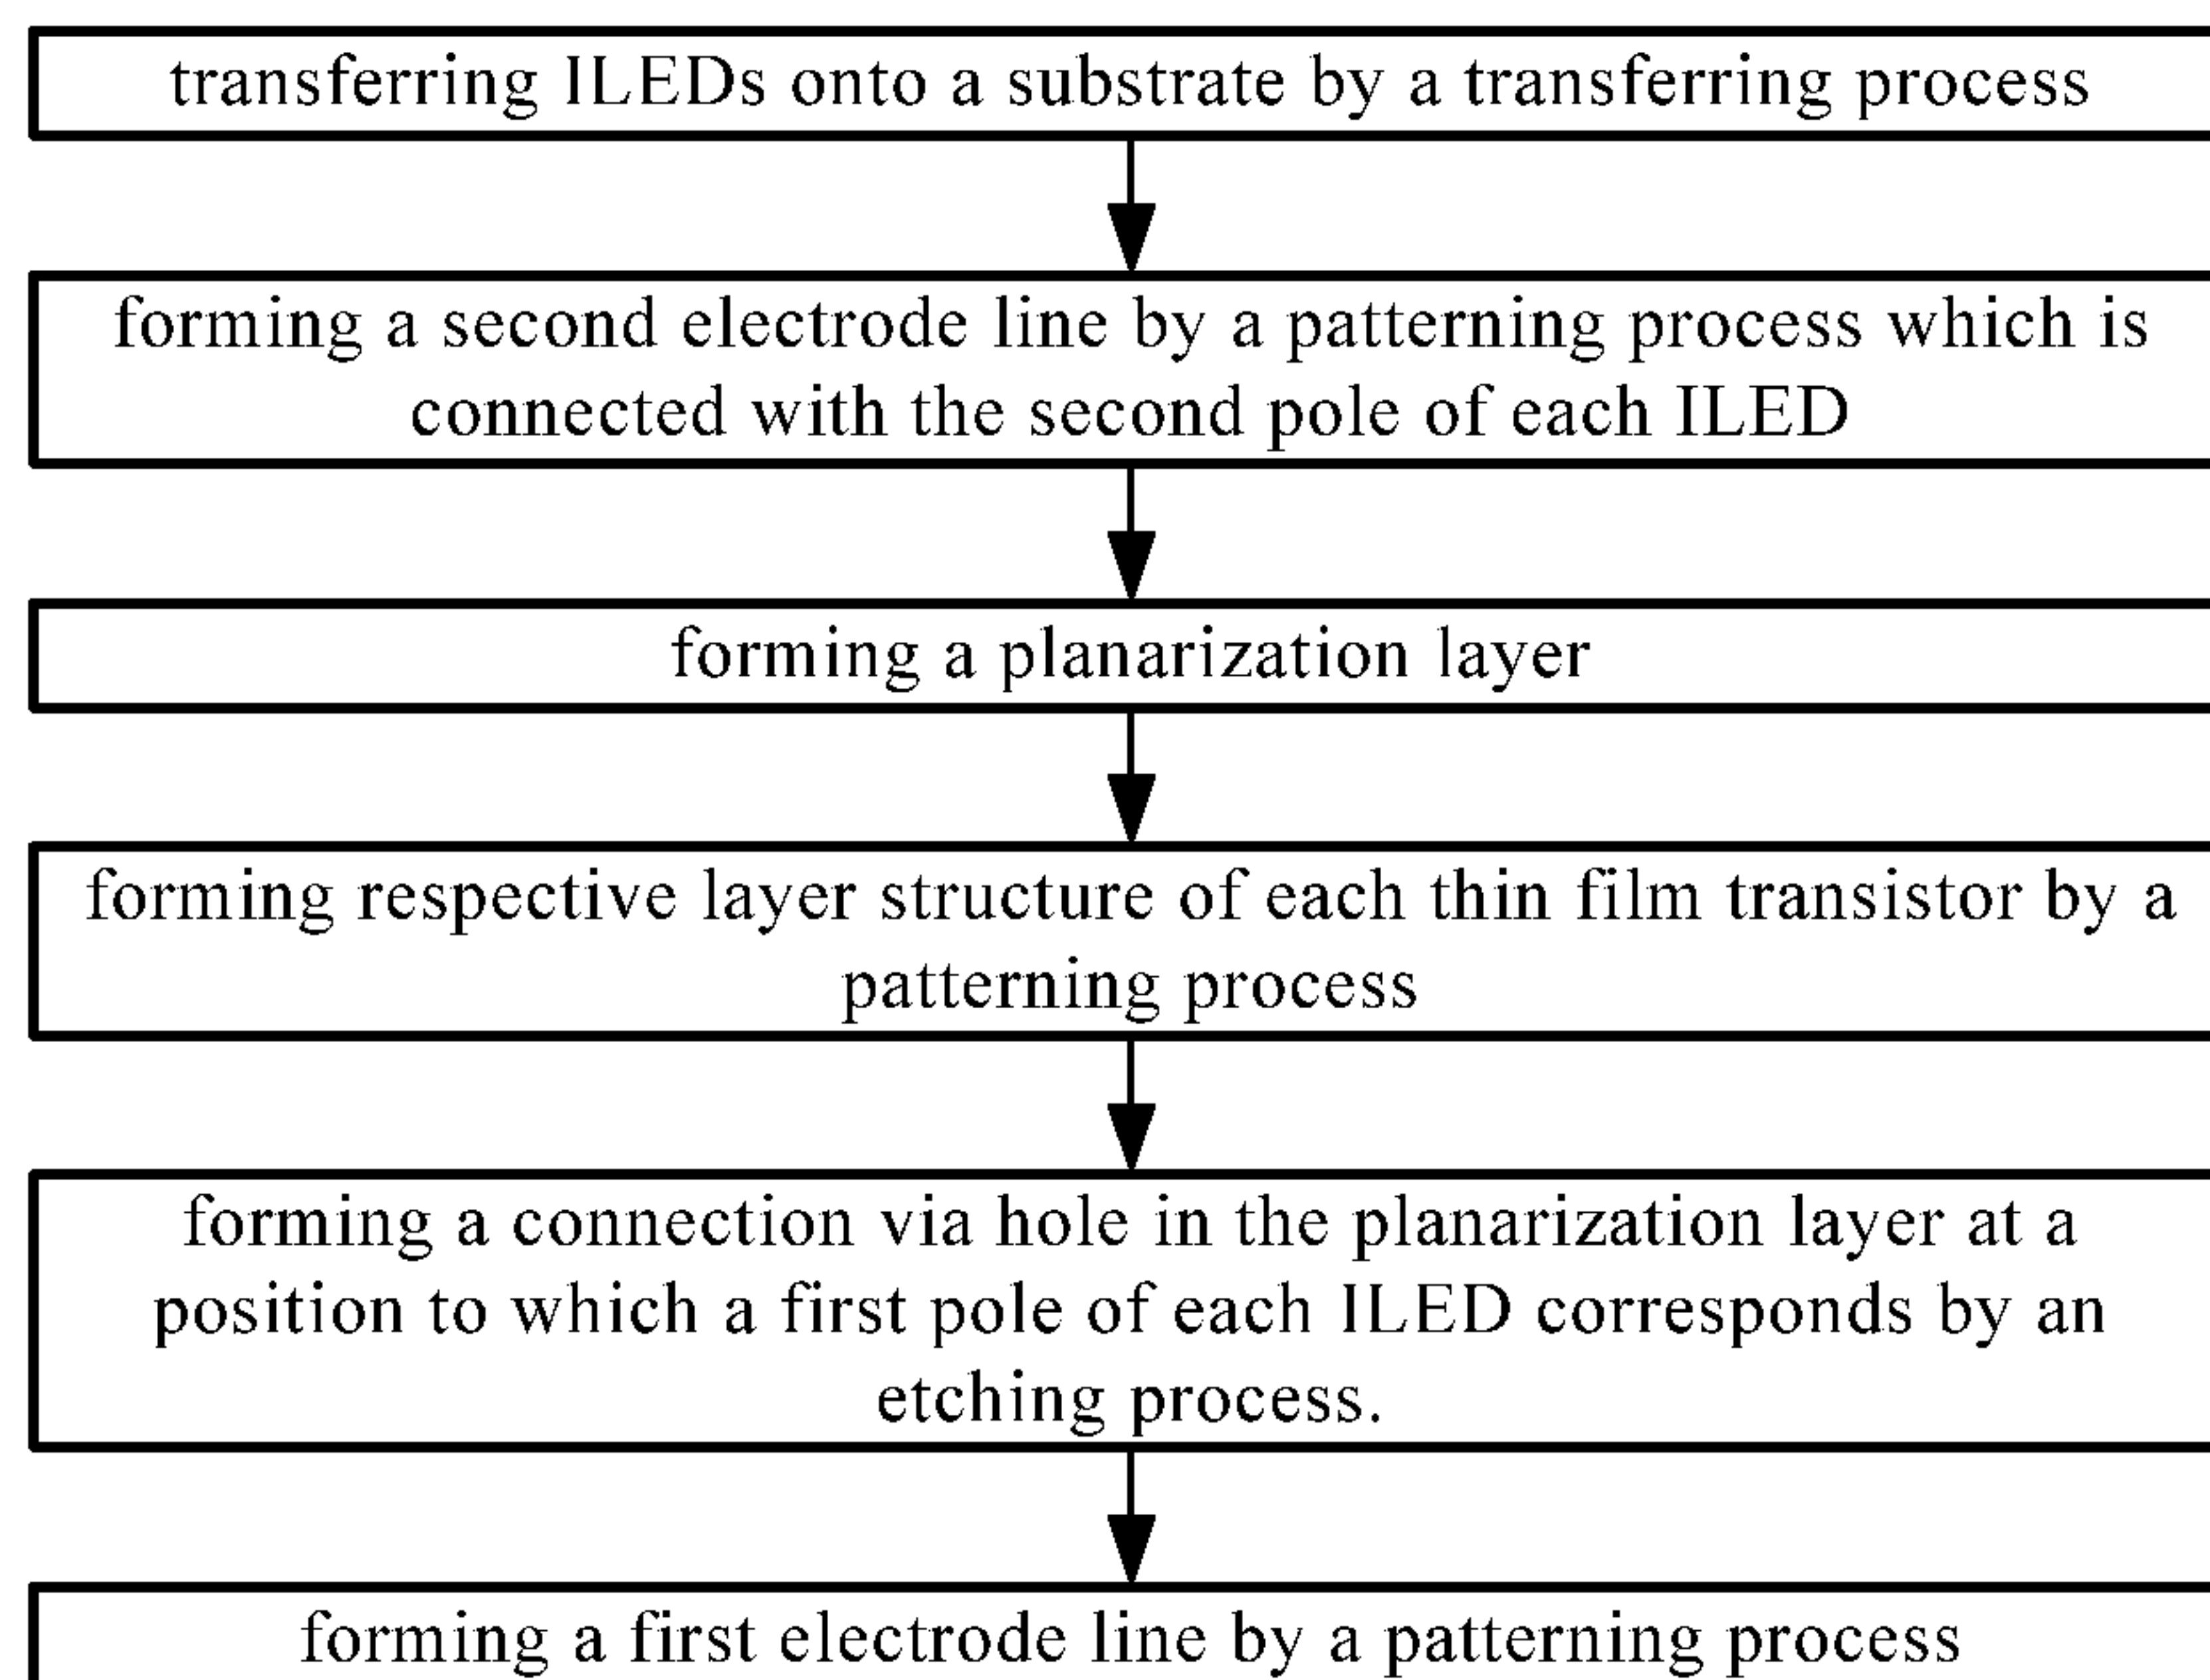 transferring ILEDs onto a substrate by a transferring process
forming a second electrode line by a patterning process which is
connected with the second pole of each ILED
forming a planarization layer
forming respective layer structure of each thin film transistor by a
patterning process
forming a connection via hole in the planarization layer at a
position to which a first pole of each ILED corresponds by an
etching process.
forming a first electrode line by a patterning process